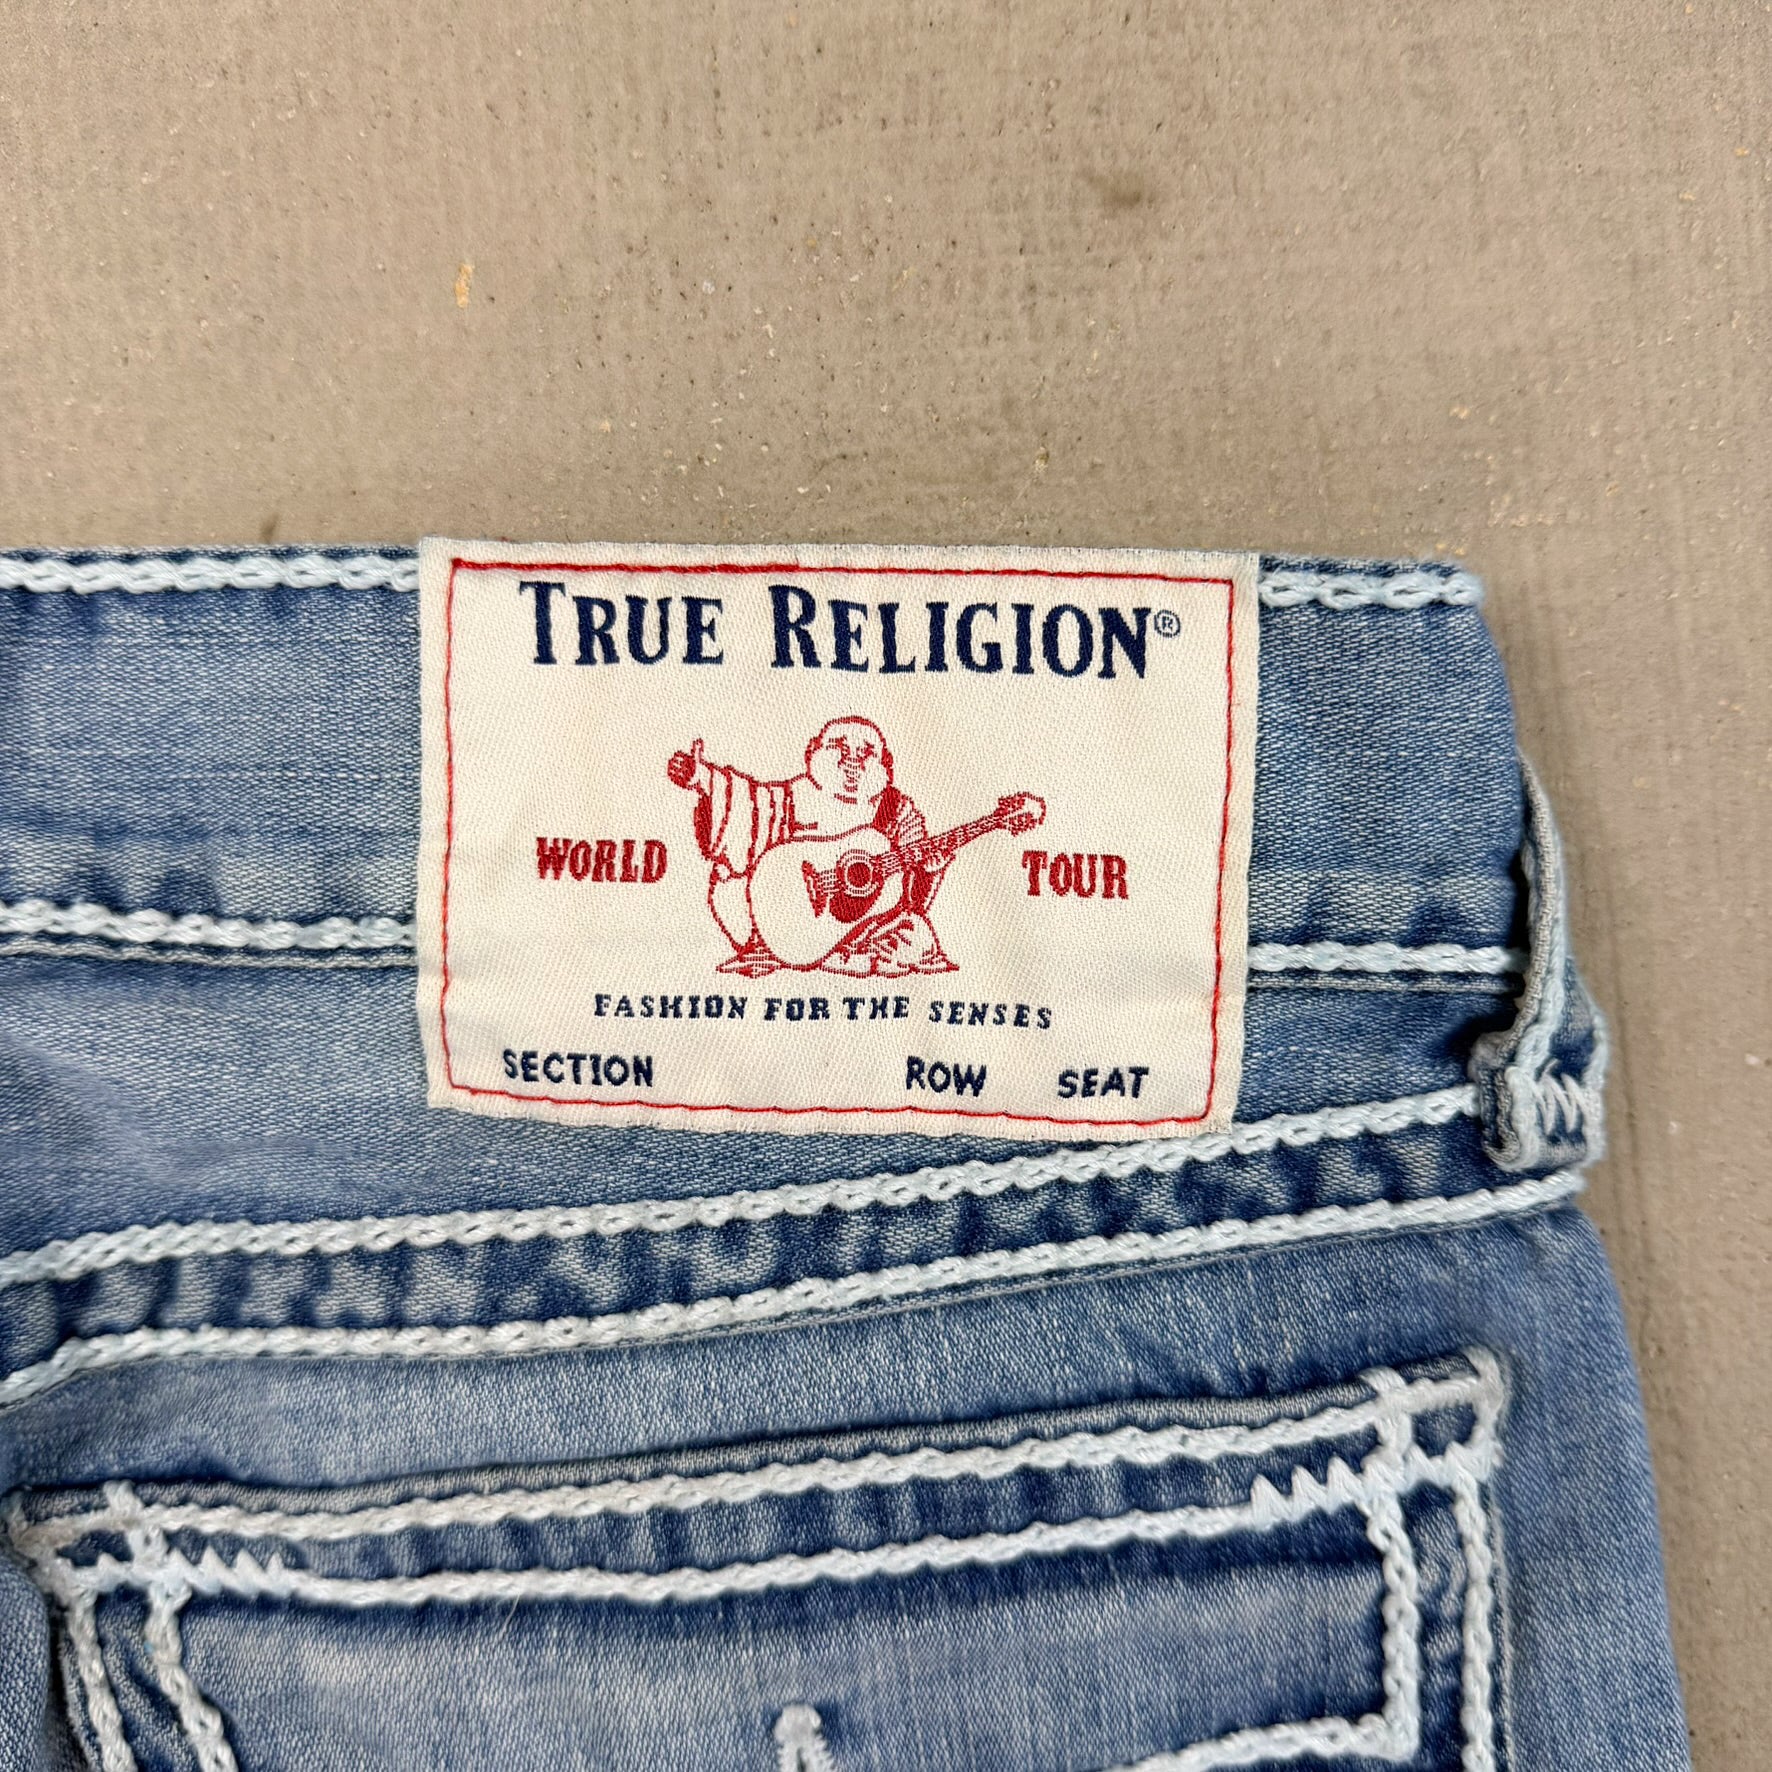 TRUE RELIGION®
WORLD TOUR
FASHION FOR THE SENSES
SECTION ROW SEAT